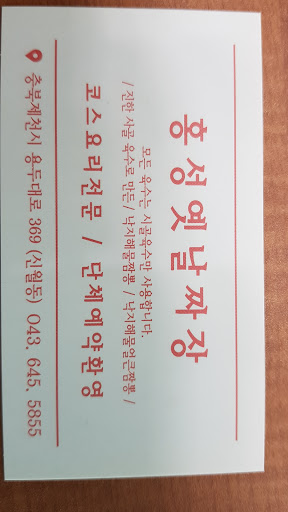 홍성옛날짜장
모든 육수는 사골육수만 사용합니다.
/ 진한 사골 육수로 만든 / 낙지해물짬뽕 / 낙지해물얼큰짬뽕 /
코스요리전문 / 단체예약환영
충북제천시 용두대로 369 (신월동) 043. 645. 5855